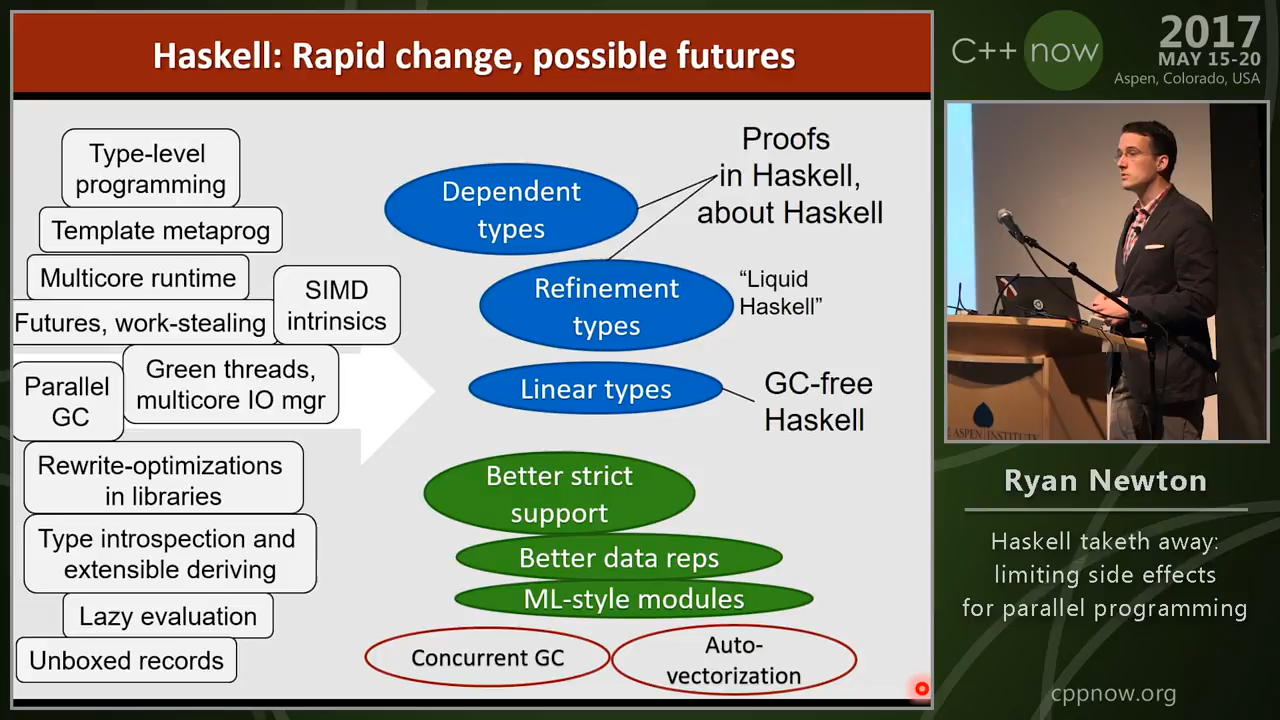 Haskell: Rapid change, possible futures
Type-level
programming
Template metaprog
Multicore runtime
SIMD
intrinsics
Futures, work-stealing
Green threads,
multicore IO mgr
Parallel
GC
Rewrite-optimizations
in libraries
Type introspection and
extensible deriving
Lazy evaluation
Unboxed records
Dependent
types
Proofs
in Haskell,
about Haskell
Refinement
types
“Liquid
Haskell”
Linear types
GC-free
Haskell
Better strict
support
Better data reps
ML-style modules
Concurrent GC
Auto-
vectorization
C++ now
2017
MAY 15-20
Aspen, Colorado, USA
ASPEN INSTITUTE
Ryan Newton
Haskell taketh away:
limiting side effects
for parallel programming
cppnow.org